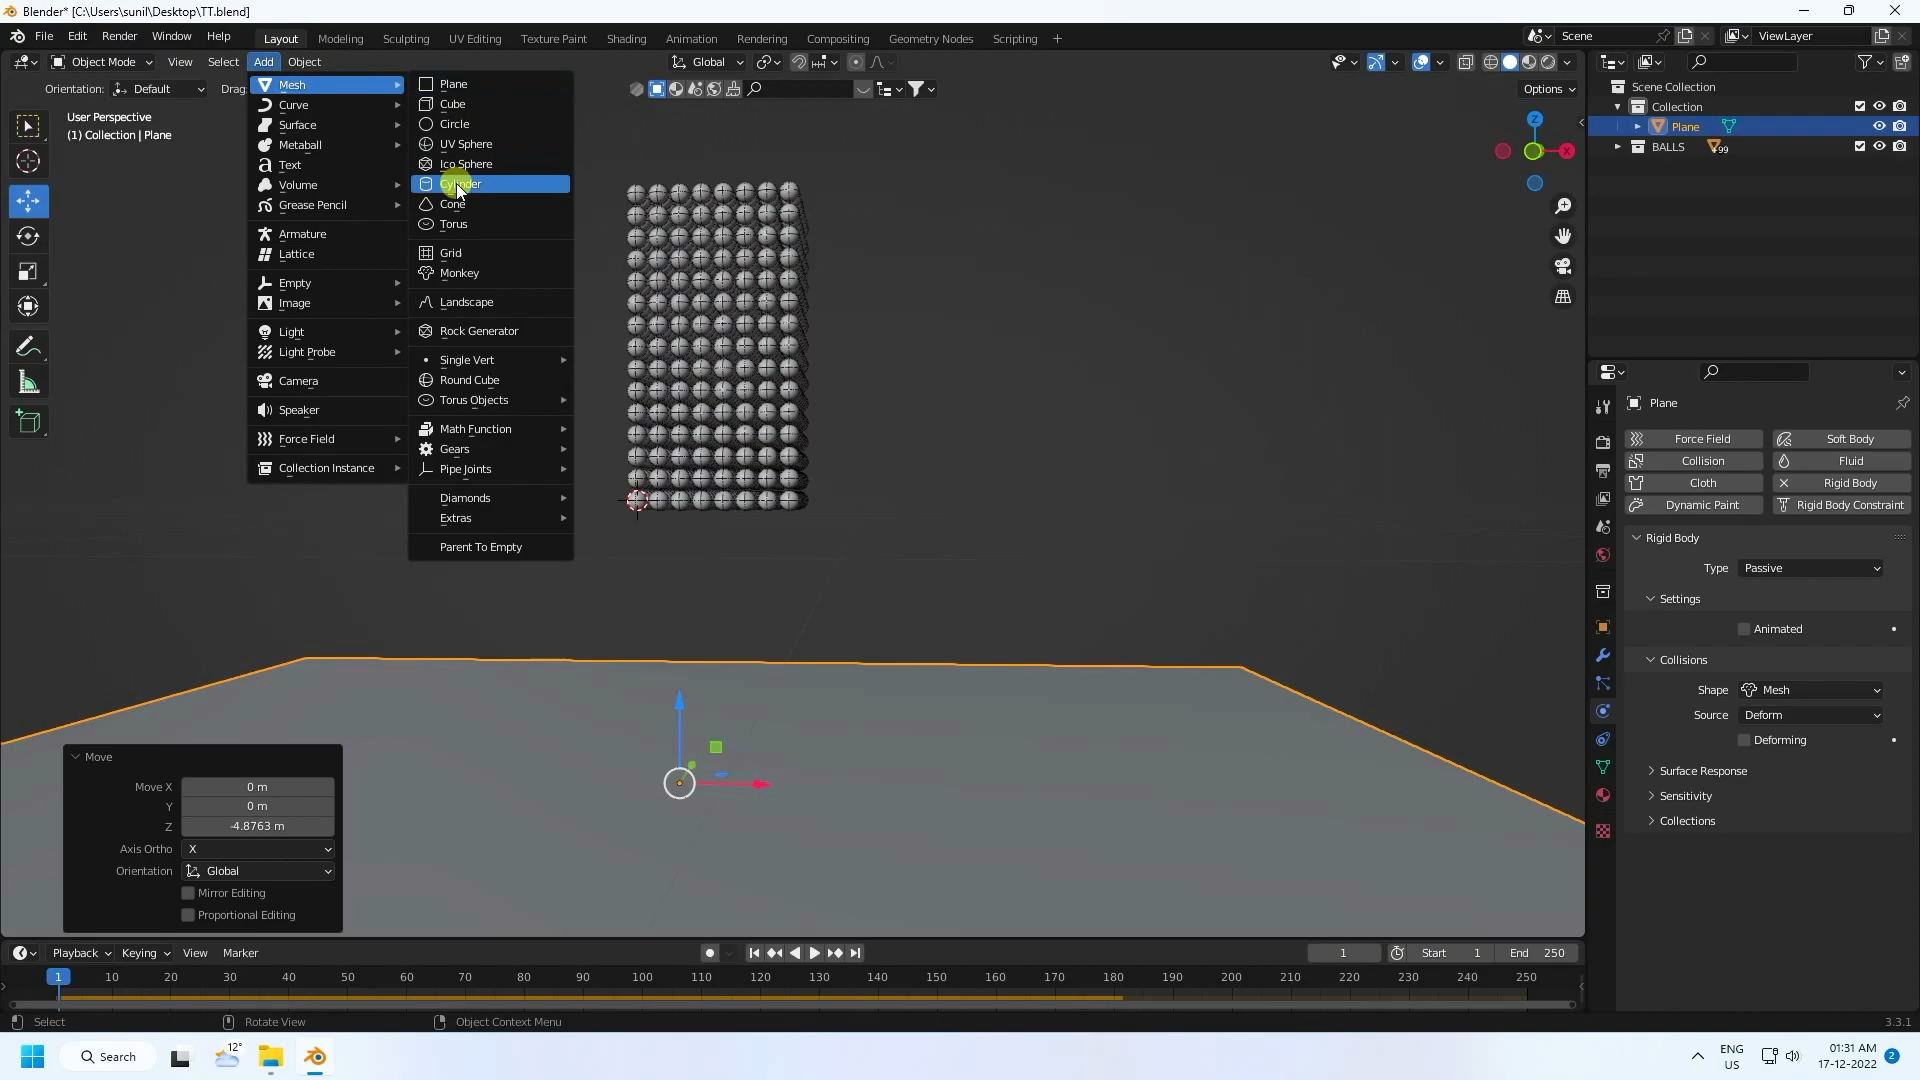 Blender* [C:\Users\sunil\Desktop\TT.blend]
File Edit Render Window Help
Layout Modeling Sculpting UV Editing Texture Paint Shading Animation Rendering Compositing Geometry Nodes Scripting +
Scene
ViewLayer
Object Mode View Select Add Object
Global
Orientation: Default Drag:
Options
User Perspective
(1) Collection | Plane
Mesh
Curve
Surface
Metaball
Text
Volume
Grease Pencil
Armature
Lattice
Empty
Image
Light
Light Probe
Camera
Speaker
Force Field
Collection Instance
Plane
Cube
Circle
UV Sphere
Ico Sphere
Cylinder
Cone
Torus
Grid
Monkey
Landscape
Rock Generator
Single Vert
Round Cube
Torus Objects
Math Function
Gears
Pipe Joints
Diamonds
Extras
Parent To Empty
Z
X
Scene Collection
Collection
Plane
BALLS 99
Plane
Force Field Soft Body
Collision Fluid
Cloth Rigid Body
Dynamic Paint Rigid Body Constraint
Rigid Body
Type Passive
Settings
Animated
Collisions
Shape Mesh
Source Deform
Deforming
Surface Response
Sensitivity
Collections
Move
Move X 0 m
Y 0 m
Z -4.8763 m
Axis Ortho X
Orientation Global
Mirror Editing
Proportional Editing
Playback Keying View Marker
1 Start 1 End 250
1 10 20 30 40 50 60 70 80 90 100 110 120 130 140 150 160 170 180 190 200 210 220 230 240 250
Select Rotate View Object Context Menu
3.3.1
Search
12°
ENG
US
01:31 AM
17-12-2022
2